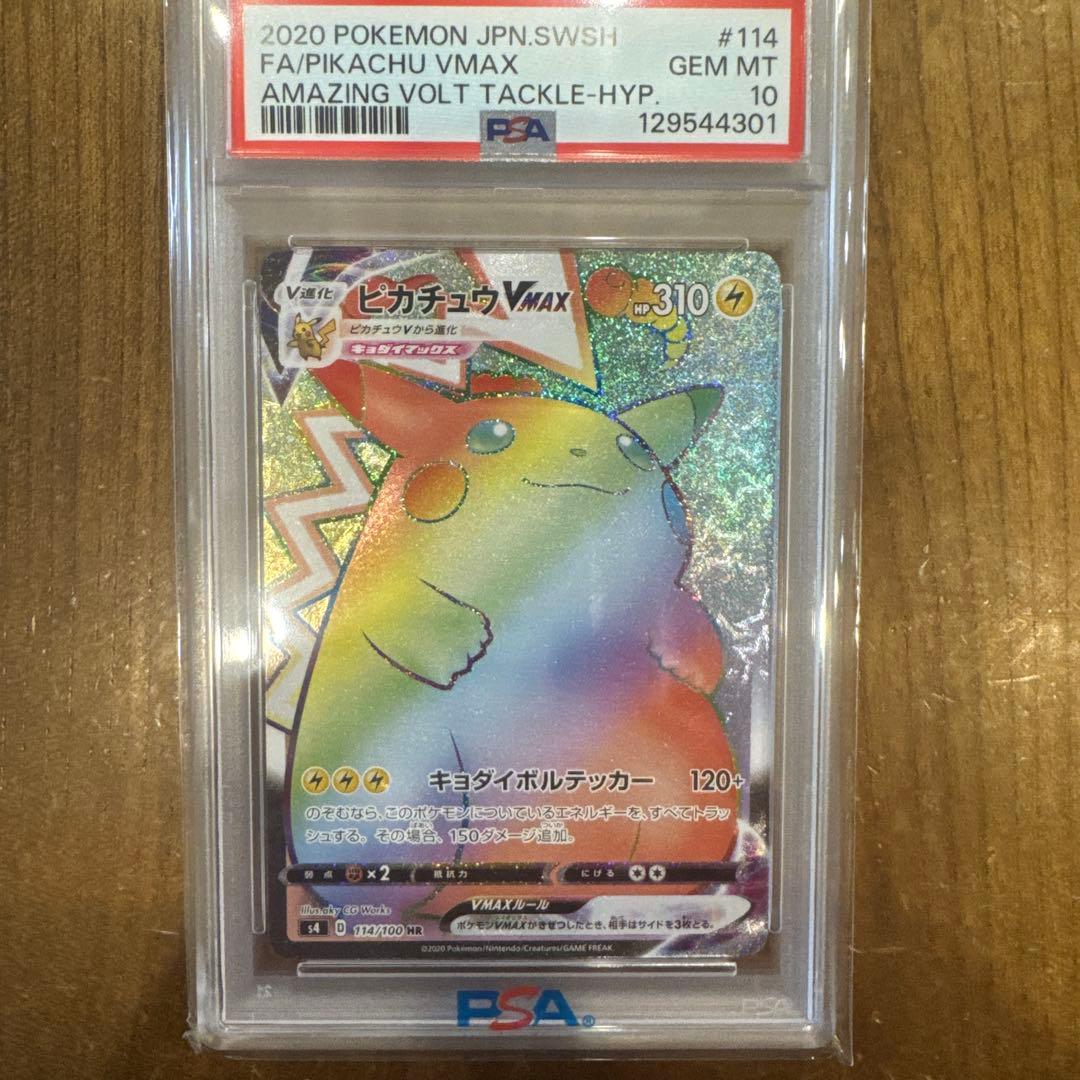 2020 POKEMON JPN.SWSH #114
FA/PIKACHU VMAX GEM MT
AMAZING VOLT TACKLE-HYP. 10
PSA 129544301
V進化 ピカチュウVMAX HP310
ピカチュウVから進化
キョダイマックス
キョダイボルテッカー 120+
のぞむなら、このポケモンについているエネルギーを、すべてトラッ
シュする。その場合、150ダメージ追加。
弱点 ×2 抵抗力 にげる
VMAXルール
ポケモンVMAXがきぜつしたとき、相手はサイドを3枚とる。
Illus. aky CG Works
s4 D 114/100 HR
©2020 Pokémon/Nintendo/Creatures/GAME FREAK.
PSA®
PSA